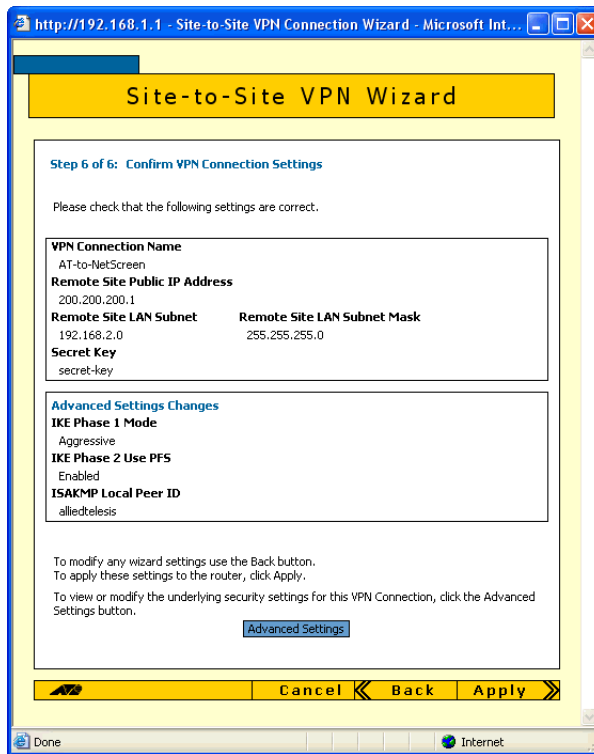 http://192.168.1.1 - Site-to-Site VPN Connection Wizard - Microsoft Int...
Site-to-Site VPN Wizard
Step 6 of 6: Confirm VPN Connection Settings
Please check that the following settings are correct.
VPN Connection Name
AT-to-NetScreen
Remote Site Public IP Address
200.200.200.1
Remote Site LAN Subnet Remote Site LAN Subnet Mask
192.168.2.0 255.255.255.0
Secret Key
secret-key
Advanced Settings Changes
IKE Phase 1 Mode
Aggressive
IKE Phase 2 Use PFS
Enabled
ISAKMP Local Peer ID
alliedtelesis
To modify any wizard settings use the Back button.
To apply these settings to the router, click Apply.
To view or modify the underlying security settings for this VPN Connection, click the Advanced
Settings button.
Advanced Settings
Cancel Back Apply
Done Internet